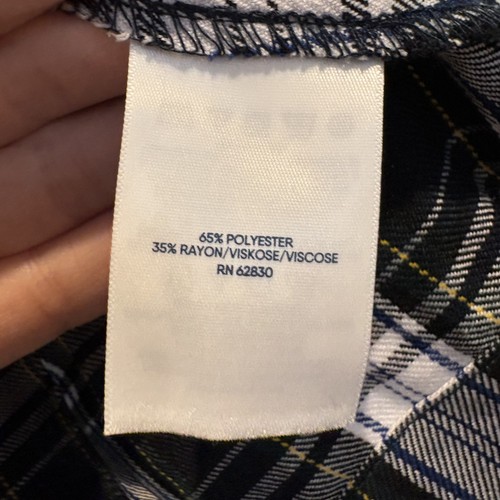 65% POLYESTER
35% RAYON/VISKOSE/VISCOSE
RN 62830